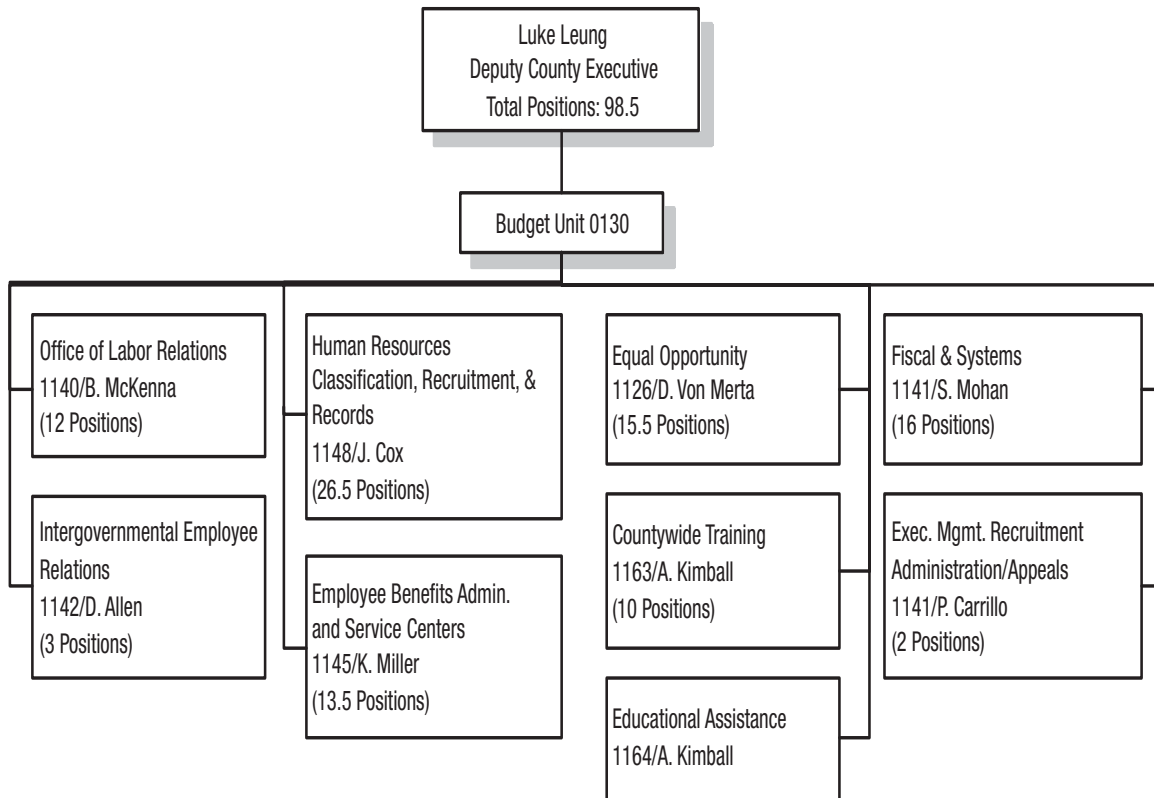 Luke Leung
Deputy County Executive
Total Positions: 98.5
Budget Unit 0130
Office of Labor Relations
1140/B. McKenna
(12 Positions)
Intergovernmental Employee
Relations
1142/D. Allen
(3 Positions)
Human Resources
Classification, Recruitment, &
Records
1148/J. Cox
(26.5 Positions)
Employee Benefits Admin.
and Service Centers
1145/K. Miller
(13.5 Positions)
Equal Opportunity
1126/D. Von Merta
(15.5 Positions)
Countywide Training
1163/A. Kimball
(10 Positions)
Educational Assistance
1164/A. Kimball
Fiscal & Systems
1141/S. Mohan
(16 Positions)
Exec. Mgmt. Recruitment
Administration/Appeals
1141/P. Carrillo
(2 Positions)